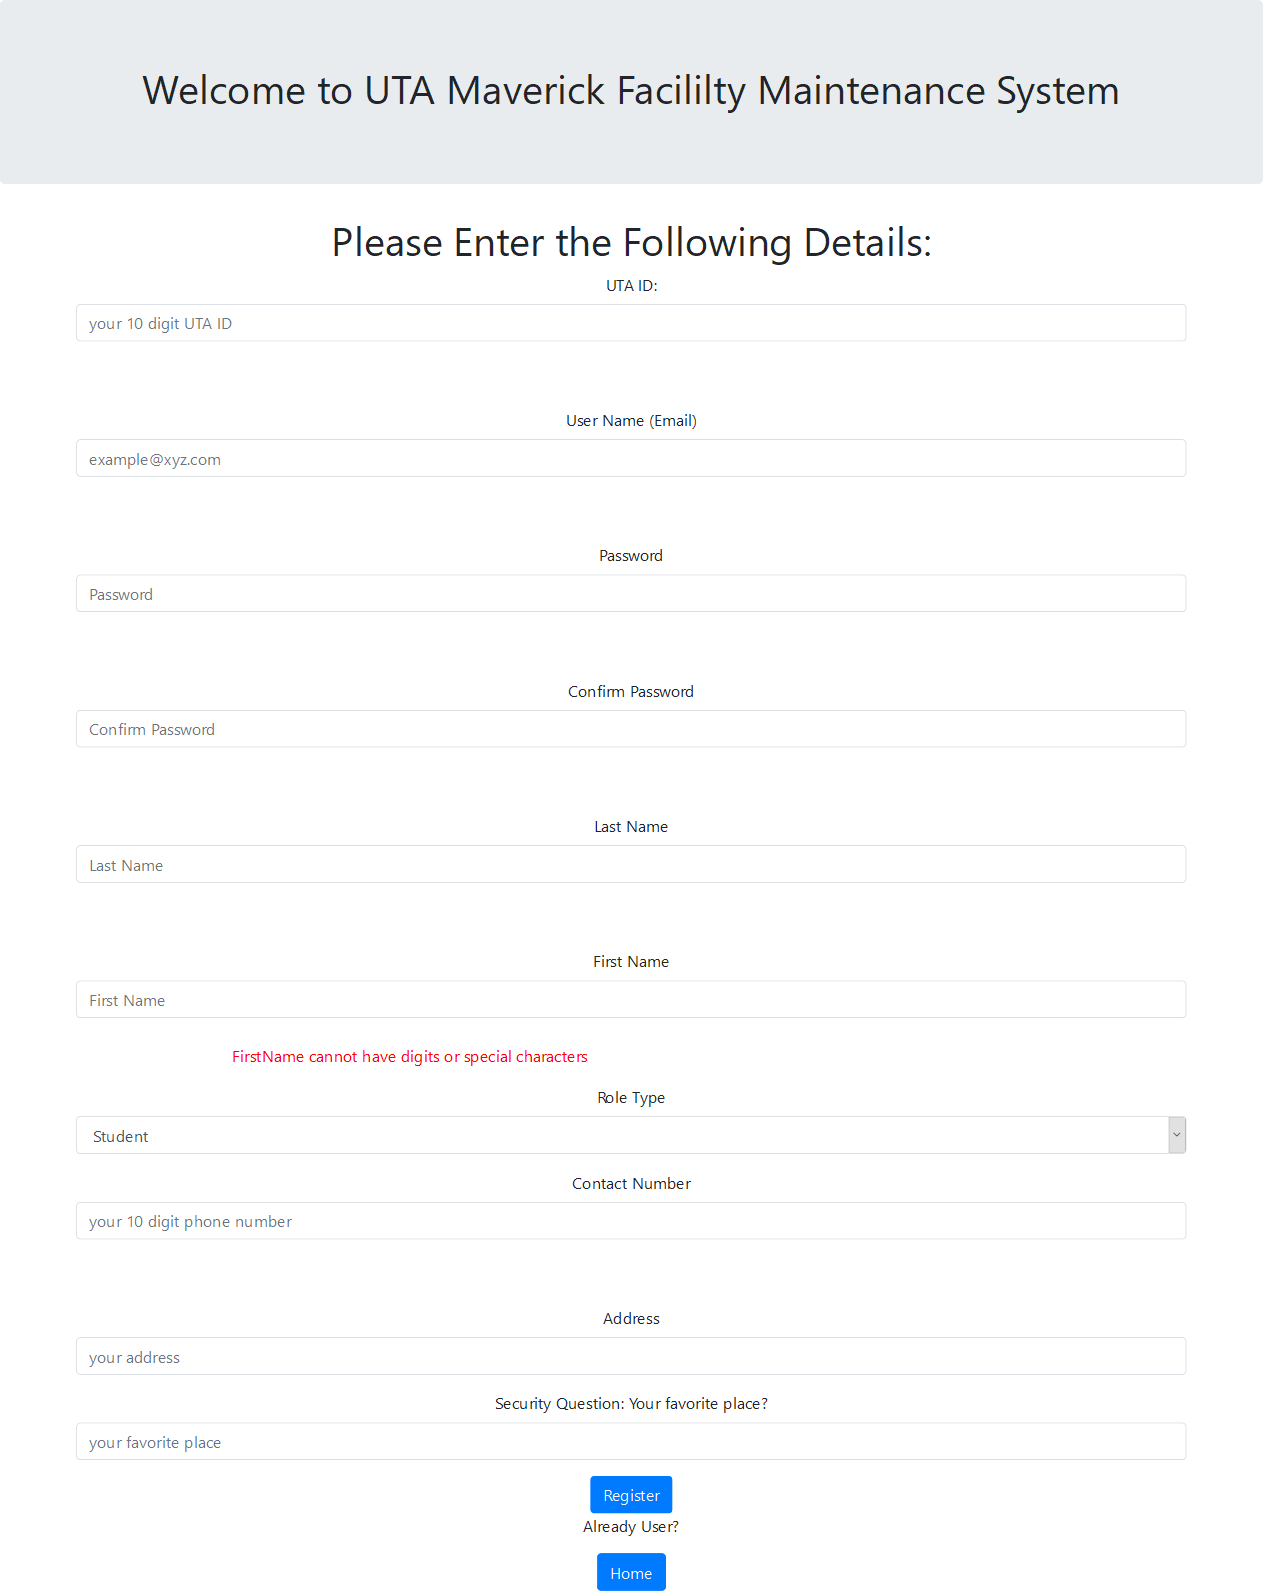 Welcome to UTA Maverick Facililty Maintenance System
Please Enter the Following Details:
UTA ID:
your 10 digit UTA ID
User Name (Email)
example@xyz.com
Password
Password
Confirm Password
Confirm Password
Last Name
Last Name
First Name
First Name
FirstName cannot have digits or special characters
Role Type
Student
Contact Number
your 10 digit phone number
Address
your address
Security Question: Your favorite place?
your favorite place
Register
Already User?
Home